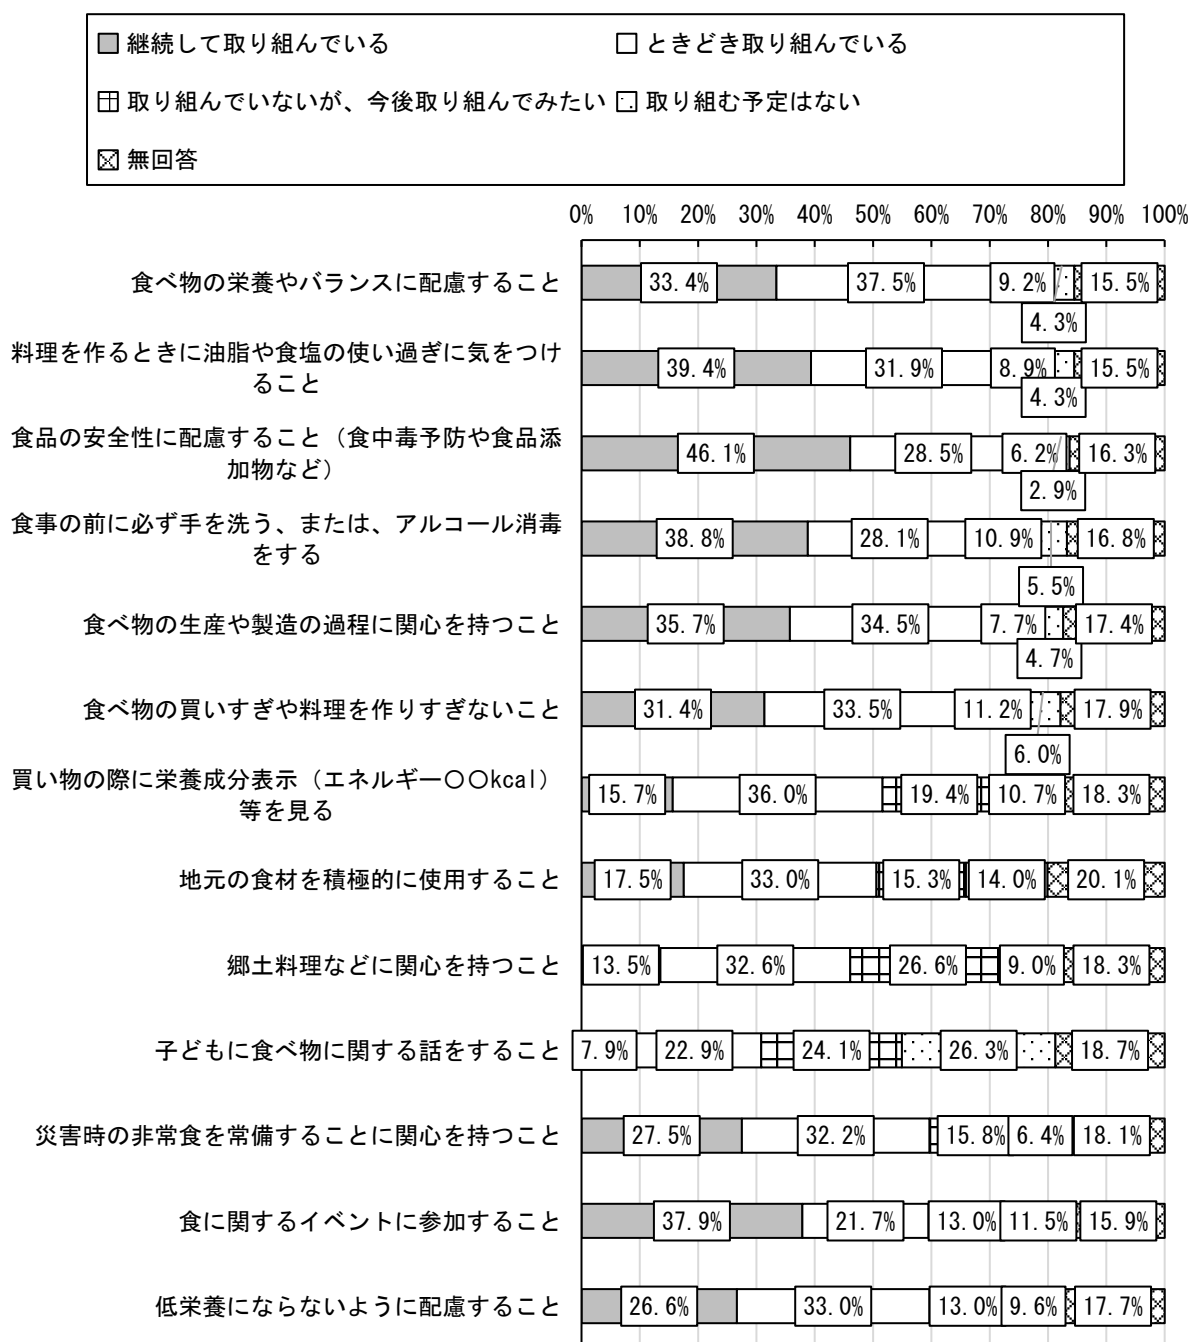 継続して取り組んでいる
ときどき取り組んでいる
取り組んでいないが、今後取り組んでみたい
取り組む予定はない
無回答
0% 10% 20% 30% 40% 50% 60% 70% 80% 90% 100%
食べ物の栄養やバランスに配慮すること
33.4% 37.5% 9.2% 15.5%
4.3%
料理を作るときに油脂や食塩の使い過ぎに気をつけ
ること
39.4% 31.9% 8.9% 15.5%
4.3%
食品の安全性に配慮すること（食中毒予防や食品添
加物など）
46.1% 28.5% 6.2% 16.3%
2.9%
食事の前に必ず手を洗う、または、アルコール消毒
をする
38.8% 28.1% 10.9% 16.8%
5.5%
食べ物の生産や製造の過程に関心を持つこと
35.7% 34.5% 7.7% 17.4%
4.7%
食べ物の買いすぎや料理を作りすぎないこと
31.4% 33.5% 11.2% 17.9%
6.0%
買い物の際に栄養成分表示（エネルギー〇〇kcal）
等を見る
15.7% 36.0% 19.4% 10.7% 18.3%
地元の食材を積極的に使用すること
17.5% 33.0% 15.3% 14.0% 20.1%
郷土料理などに関心を持つこと
13.5% 32.6% 26.6% 9.0% 18.3%
子どもに食べ物に関する話をすること
7.9% 22.9% 24.1% 26.3% 18.7%
災害時の非常食を常備することに関心を持つこと
27.5% 32.2% 15.8% 6.4% 18.1%
食に関するイベントに参加すること
37.9% 21.7% 13.0% 11.5% 15.9%
低栄養にならないように配慮すること
26.6% 33.0% 13.0% 9.6% 17.7%